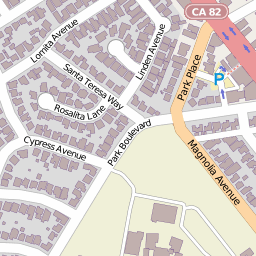 CA 82
Lomita Avenue
Linden Avenue
Park Place
Santa Teresa Way
P
Rosalita Lane
Park Boulevard
Cypress Avenue
Magnolia Avenue